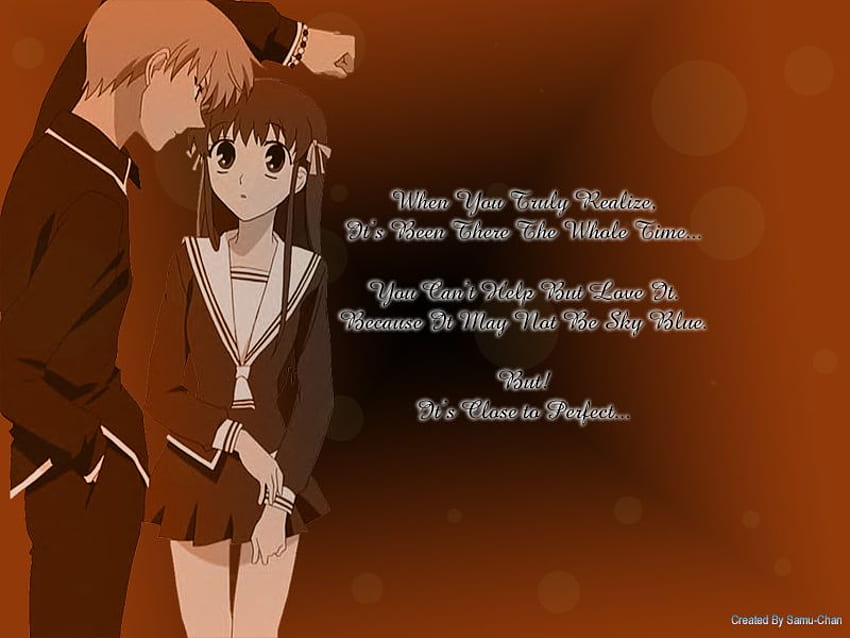 When You Truly Realize,
It's Been There The Whole Time...
You Can't Help But Love It.
Because It May Not Be Sky Blue.
But!
It's Close to Perfect...
Created By Samu-Chan